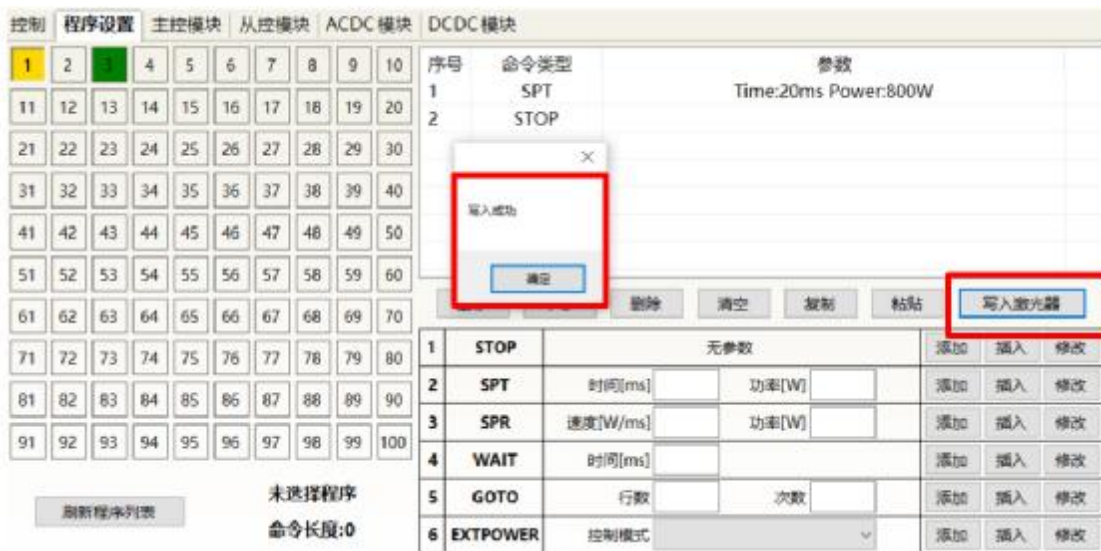 控制 程序设置 主控模块 从控模块 ACDC 模块 DCDC 模块
1 2 3 4 5 6 7 8 9 10
11 12 13 14 15 16 17 18 19 20
21 22 23 24 25 26 27 28 29 30
31 32 33 34 35 36 37 38 39 40
41 42 43 44 45 46 47 48 49 50
51 52 53 54 55 56 57 58 59 60
61 62 63 64 65 66 67 68 69 70
71 72 73 74 75 76 77 78 79 80
81 82 83 84 85 86 87 88 89 90
91 92 93 94 95 96 97 98 99 100
刷新程序列表
未选择程序
命令长度:0
序号 命令类型 参数
1 SPT Time:20ms Power:800W
2 STOP
写入成功
确定
删除 清空 复制 粘贴 写入激光器
1 STOP 无参数 添加 插入 修改
2 SPT 时间[ms] 功率[W] 添加 插入 修改
3 SPR 速度[W/ms] 功率[W] 添加 插入 修改
4 WAIT 时间[ms] 添加 插入 修改
5 GOTO 行数 次数 添加 插入 修改
6 EXTPOWER 控制模式 添加 插入 修改